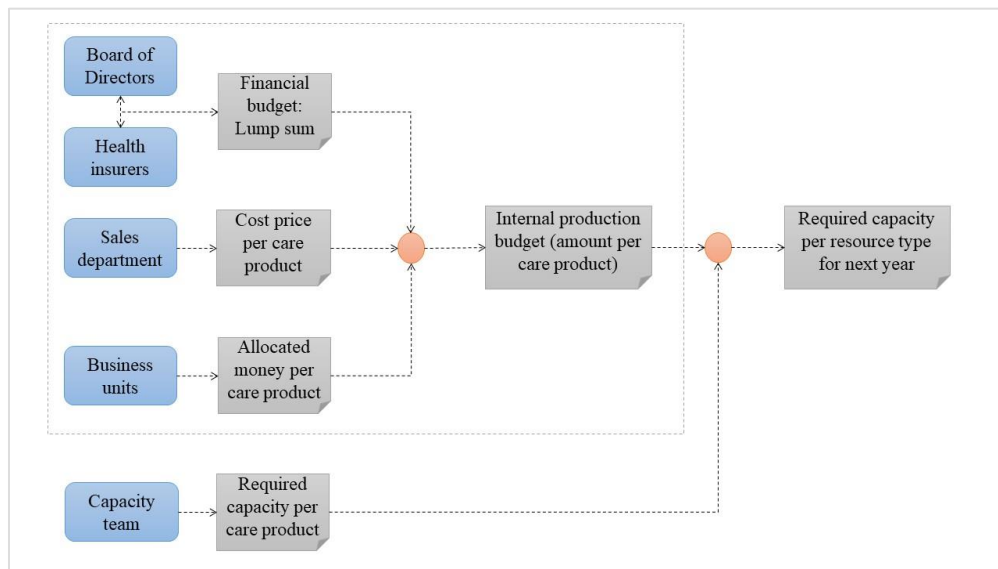 Board of
Directors
Financial
budget:
Lump sum
Health
insurers
Sales
department
Cost price
per care
product
Internal production
budget (amount per
care product)
Required capacity
per resource type
for next year
Business
units
Allocated
money per
care product
Capacity
team
Required
capacity per
care product